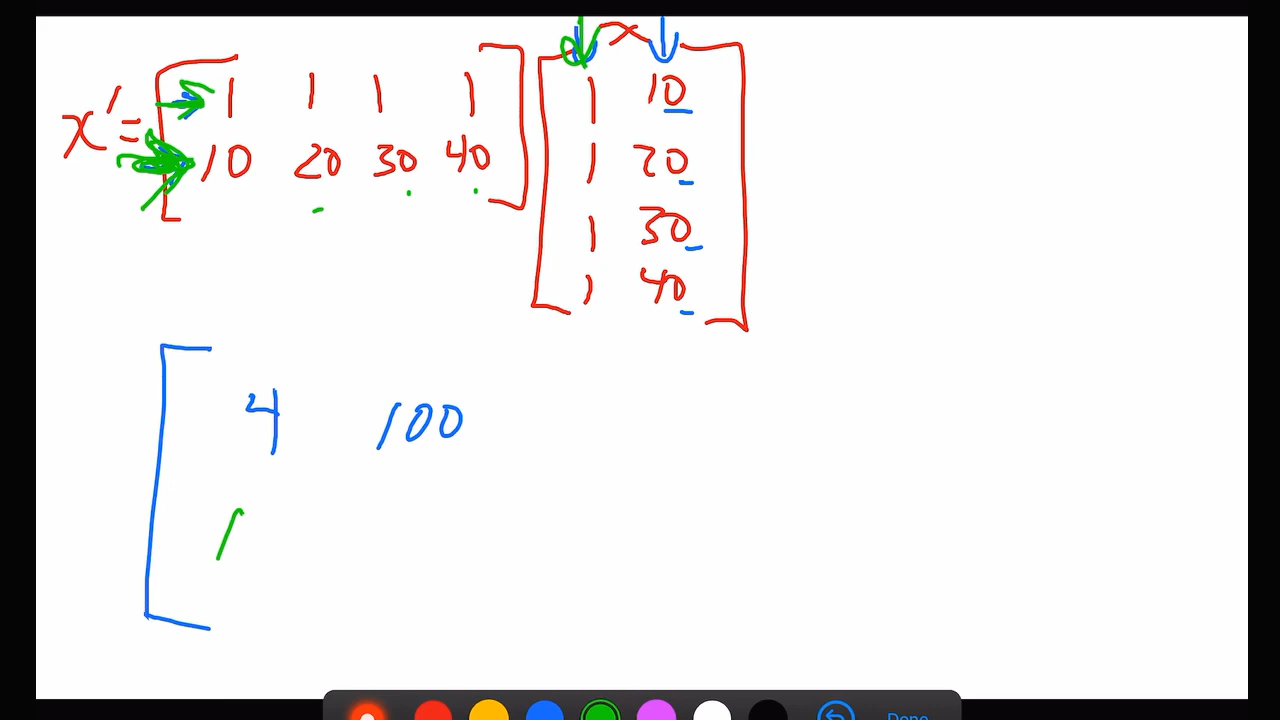 x
x' = [ 1 1 1 1 ] [ 1 10
10 20 30 40 1 20
1 30
1 40 ]
[ 4 100
1
Done